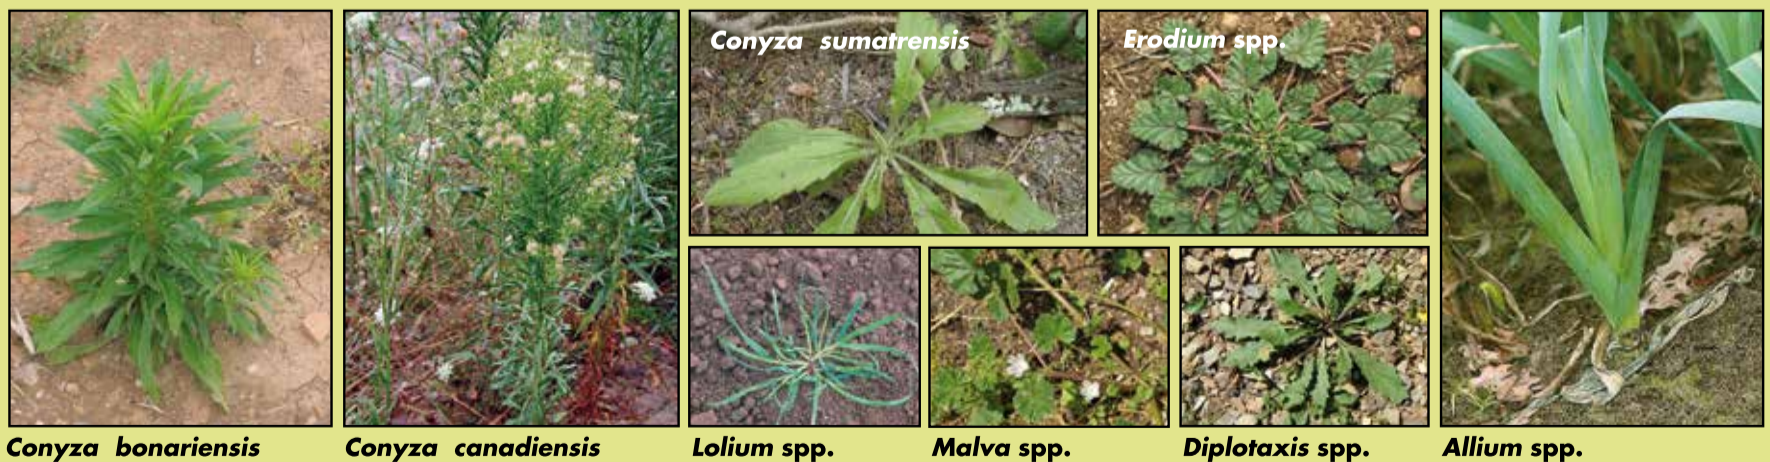 Conyza sumatrensis
Erodium spp.
Conyza bonariensis
Conyza canadiensis
Lolium spp.
Malva spp.
Diplotaxis spp.
Allium spp.